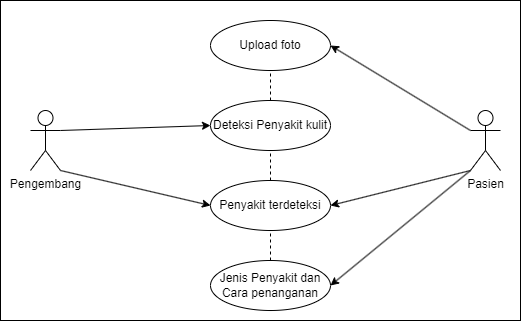 Upload foto
Deteksi Penyakit kulit
Pengembang
Pasien
Penyakit terdeteksi
Jenis Penyakit dan
Cara penanganan